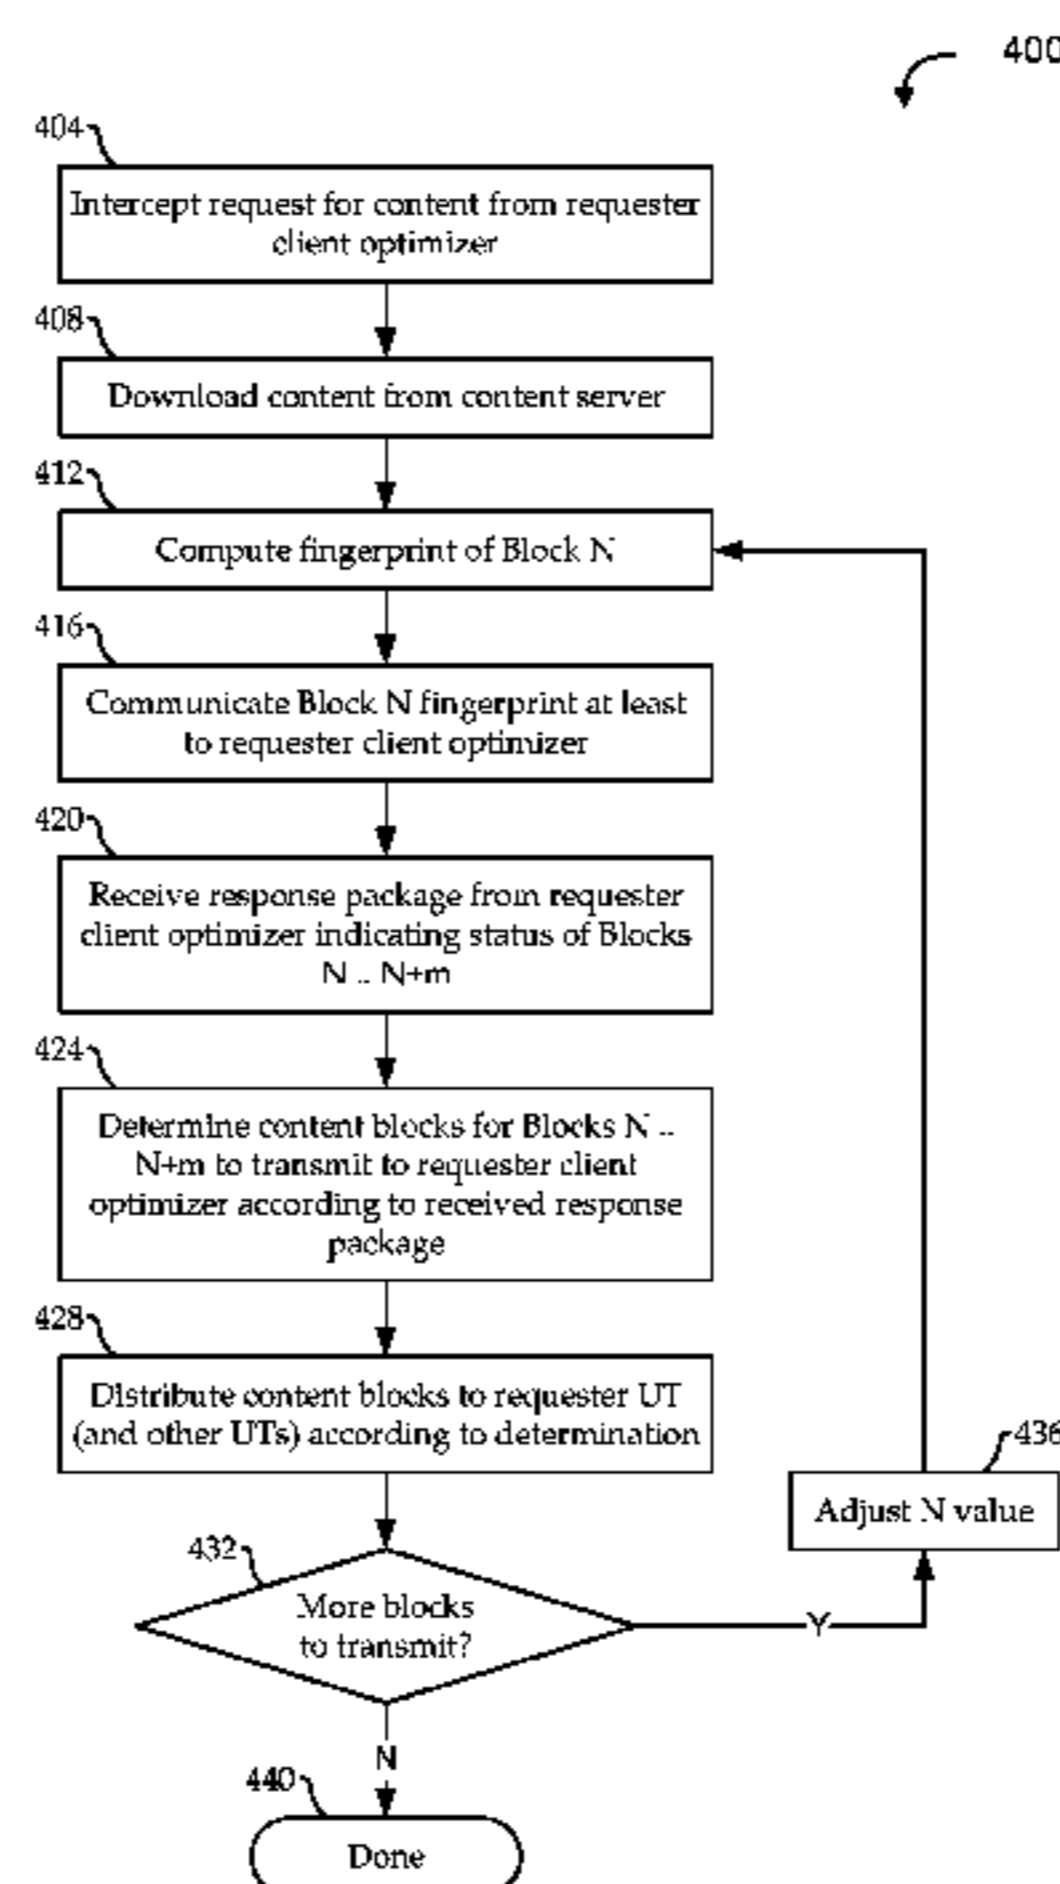 400
404
Intercept request for content from requester
client optimizer
408
Download content from content server
412
Compute fingerprint of Block N
416
Communicate Block N fingerprint at least
to requester client optimizer
420
Receive response package from requester
client optimizer indicating status of Blocks
N .. N+m
424
Determine content blocks for Blocks N ..
N+m to transmit to requester client
optimizer according to received response
package
428
Distribute content blocks to requester UT
(and other UTs) according to determination
436
Adjust N value
432
More blocks
to transmit?
Y
N
440
Done